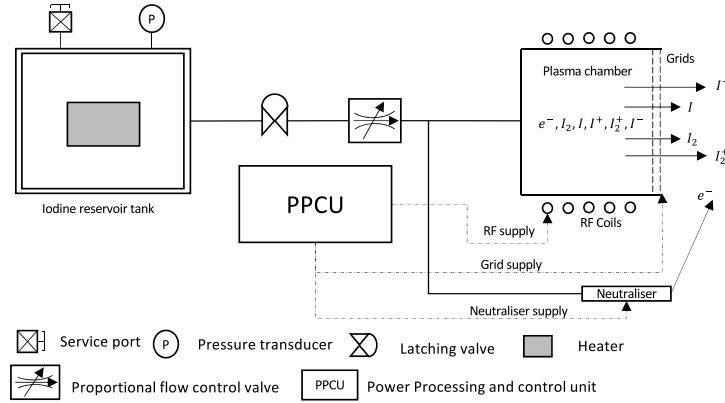 P
Grids
Plasma chamber
I⁻
I
e⁻, I₂, I, I⁺, I₂⁺, I⁻
I₂
I₂⁺
PPCU
e⁻
Iodine reservoir tank
RF supply
RF Coils
Grid supply
Neutraliser
Neutraliser supply
Service port
P
Pressure transducer
Latching valve
Heater
Proportional flow control valve
PPCU
Power Processing and control unit